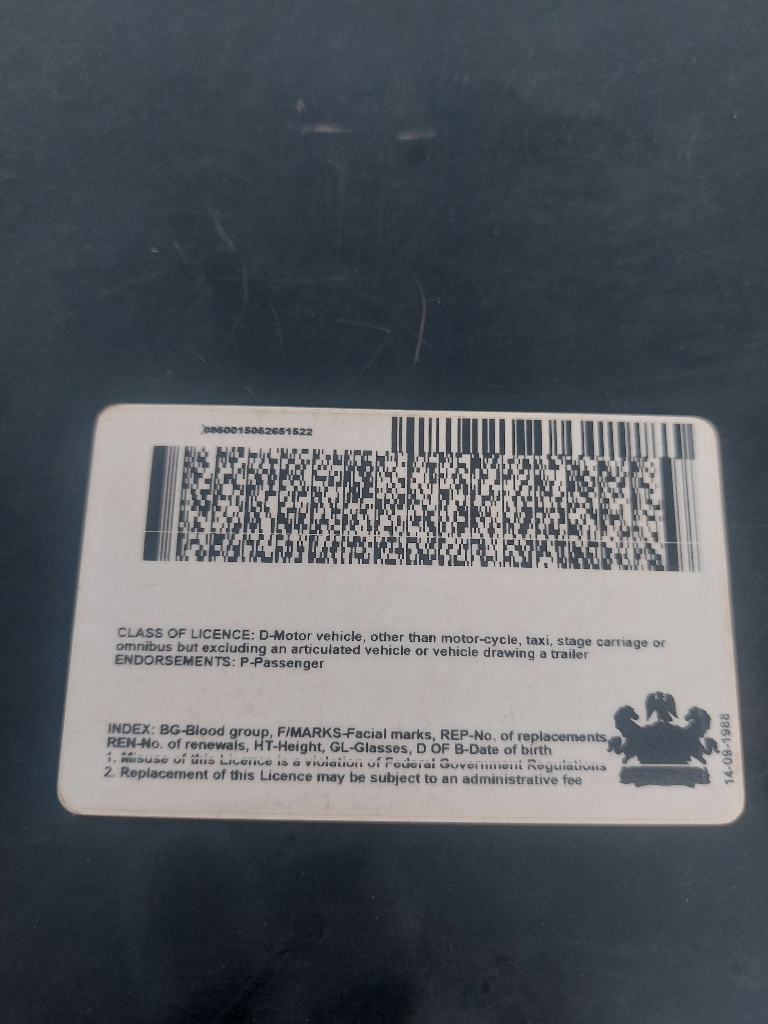 0950015052651522
CLASS OF LICENCE: D-Motor vehicle, other than motor-cycle, taxi, stage carriage or
omnibus but excluding an articulated vehicle or vehicle drawing a trailer
ENDORSEMENTS: P-Passenger
INDEX: BG-Blood group, F/MARKS-Facial marks, REP-No. of replacements,
REN-No. of renewals, HT-Height, GL-Glasses, D OF B-Date of birth
1. Misuse of this Licence is a violation of Federal Government Regulations
2. Replacement of this Licence may be subject to an administrative fee
14-09-1988